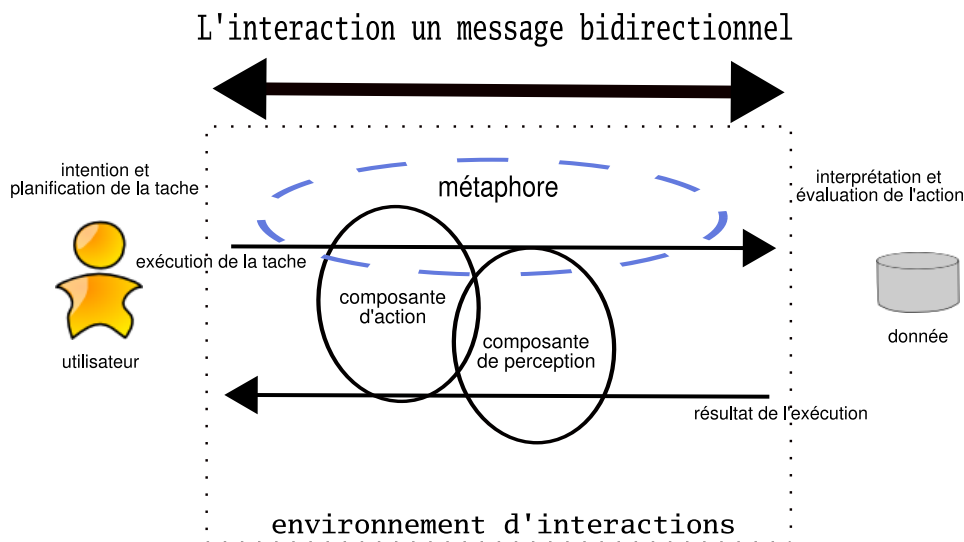 L'interaction un message bidirectionnel
intention et
planification de la tache
métaphore
interprétation et
évaluation de l'action
exécution de la tache
composante
d'action
composante
de perception
utilisateur
donnée
résultat de l'exécution
environnement d'interactions